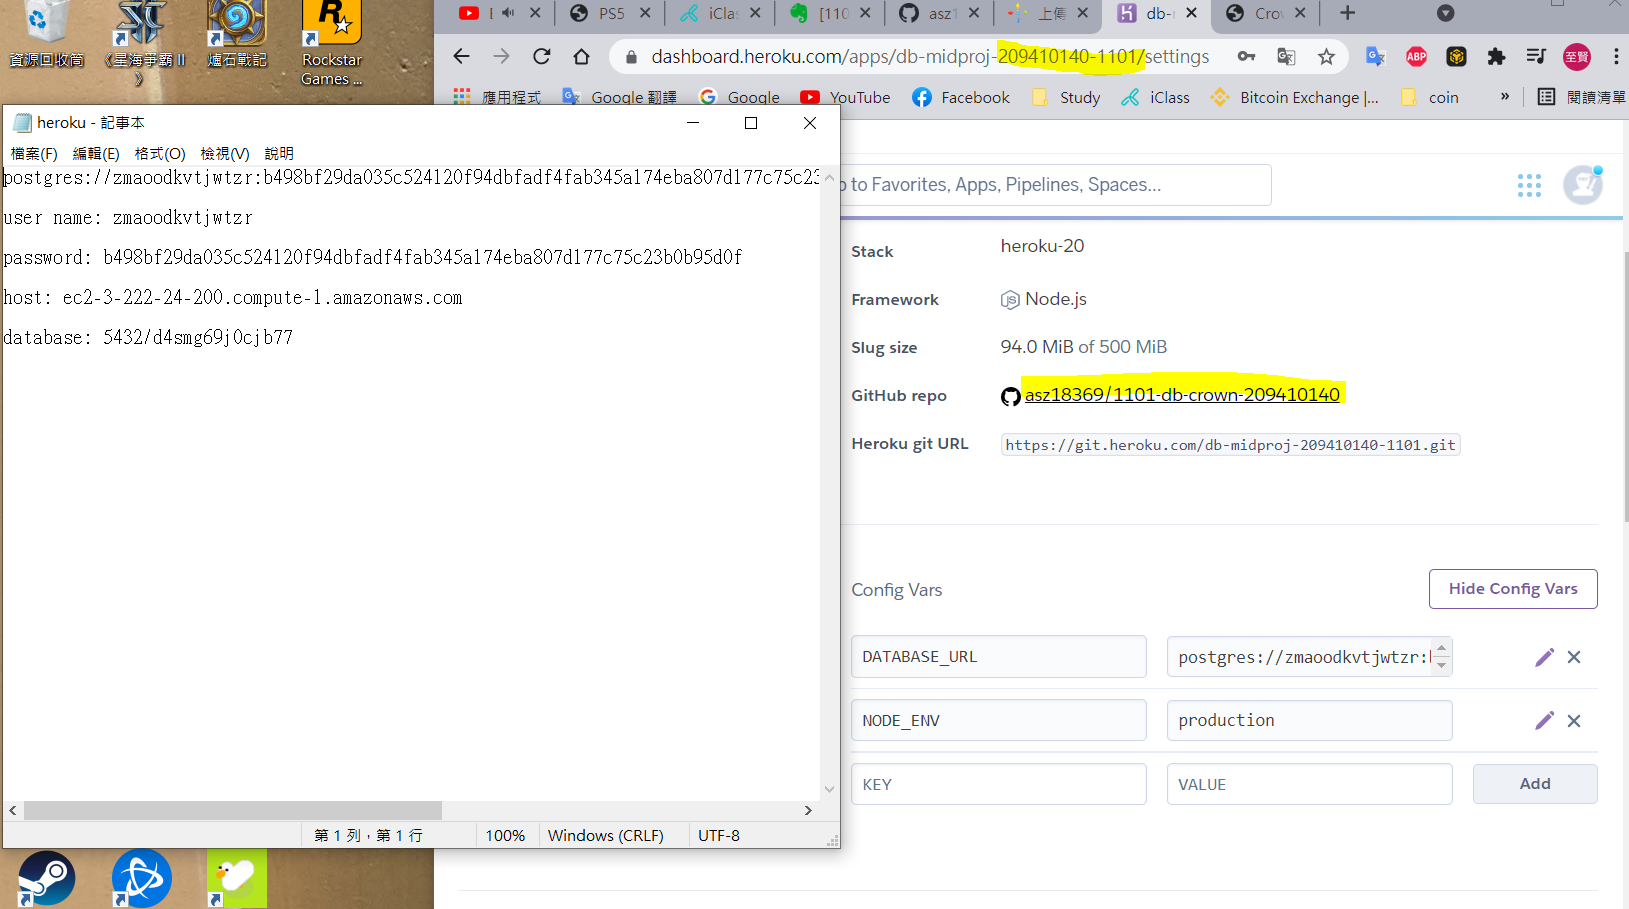 資源回收筒
《星海爭霸 II
》
爐石戰記
Rockstar
Games ...
PS5
iClas
[110
asz1
上傳
db-
Crow
dashboard.heroku.com/apps/db-midproj-209410140-1101/settings
應用程式
Google 翻譯
Google
YouTube
Facebook
Study
iClass
Bitcoin Exchange |...
coin
»
閱讀清單
ABP
至賢
heroku - 記事本
檔案(F) 編輯(E) 格式(O) 檢視(V) 說明
postgres://zmaoodkvtjwtzr:b498bf29da035c524120f94dbfadf4fab345a174eba807d177c75c23
user name: zmaoodkvtjwtzr
password: b498bf29da035c524120f94dbfadf4fab345a174eba807d177c75c23b0b95d0f
host: ec2-3-222-24-200.compute-1.amazonaws.com
database: 5432/d4smg69j0cjb77
第 1 列，第 1 行
100%
Windows (CRLF)
UTF-8
to Favorites, Apps, Pipelines, Spaces...
Stack
heroku-20
Framework
Node.js
Slug size
94.0 MiB of 500 MiB
GitHub repo
asz18369/1101-db-crown-209410140
Heroku git URL
https://git.heroku.com/db-midproj-209410140-1101.git
Config Vars
Hide Config Vars
DATABASE_URL
postgres://zmaoodkvtjwtzr:
NODE_ENV
production
KEY
VALUE
Add